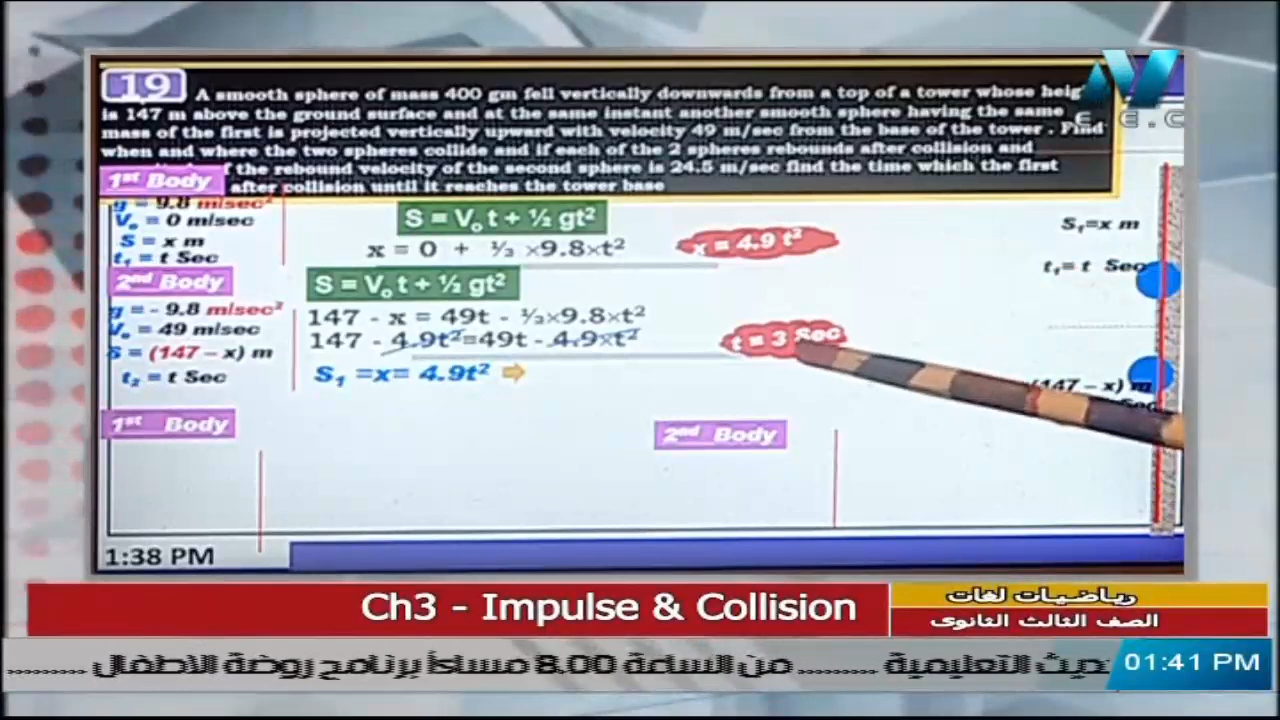 19 A smooth sphere of mass 400 gm fell vertically downwards from a top of a tower whose heig
is 147 m above the ground surface and at the same instant another smooth sphere having the same
mass of the first is projected vertically upward with velocity 49 m/sec from the base of the tower . Find
when and where the two spheres collide and if each of the 2 spheres rebounds after collision and
the rebound velocity of the second sphere is 24.5 m/sec find the time which the first
after collision until it reaches the tower base
1st Body
g = 9.8 m/sec²
V₀ = 0 m/sec
S = x m
t₁ = t Sec
S = V₀t + ½ gt²
x = 0 + ½ ×9.8×t²
x = 4.9 t²
S₁=x m
t₁= t Sec
2nd Body
g = - 9.8 m/sec²
V₀ = 49 m/sec
S = (147 – x) m
t₂ = t Sec
S = V₀t + ½ gt²
147 - x = 49t - ½×9.8×t²
147 - 4.9t²=49t - 4.9×t²
t = 3 Sec
S₁ =x= 4.9t²
(147 – x) m
1st Body
2nd Body
1:38 PM
E.C
Ch3 - Impulse & Collision
رياضيات لغات
الصف الثالث الثانوى
حديث التعليمية ......... من الساعة 8.00 مساءاً برنامج روضة الاطفال .........
01:41 PM